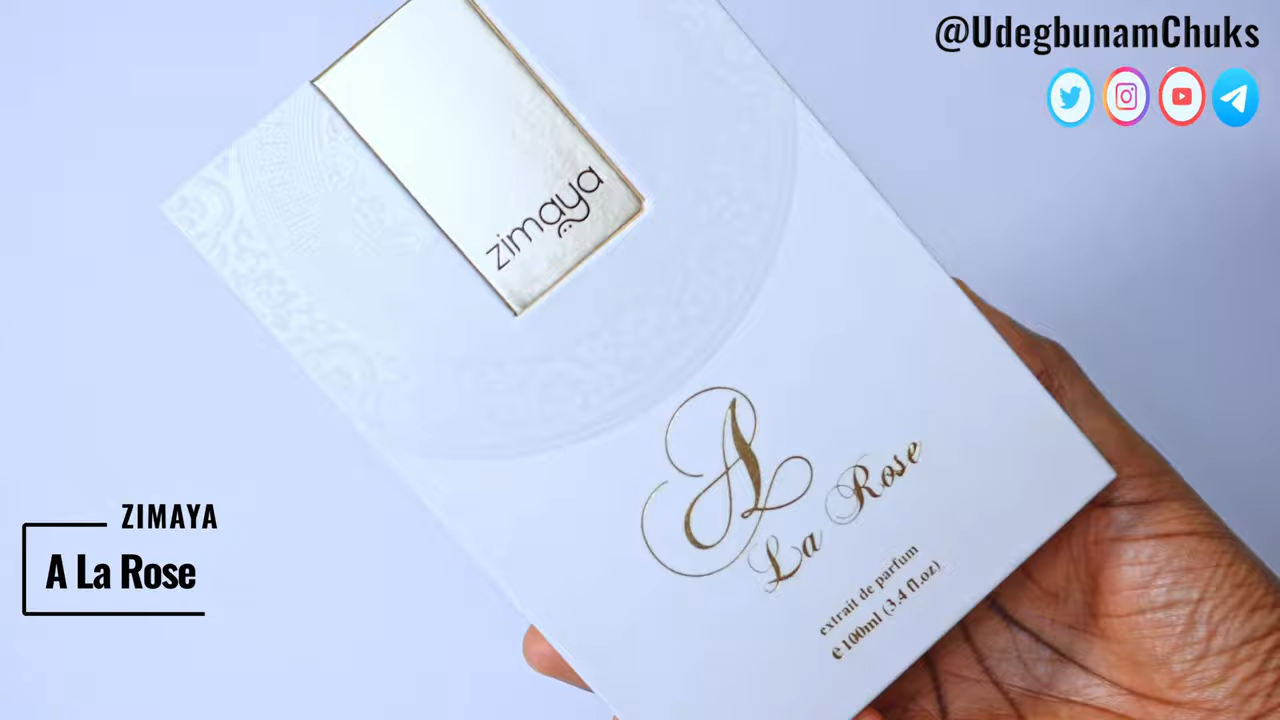 @UdegbunamChuks
zimaya
A
La Rose
extrait de parfum
e 100ml (3.4 fl.oz)
ZIMAYA
A La Rose